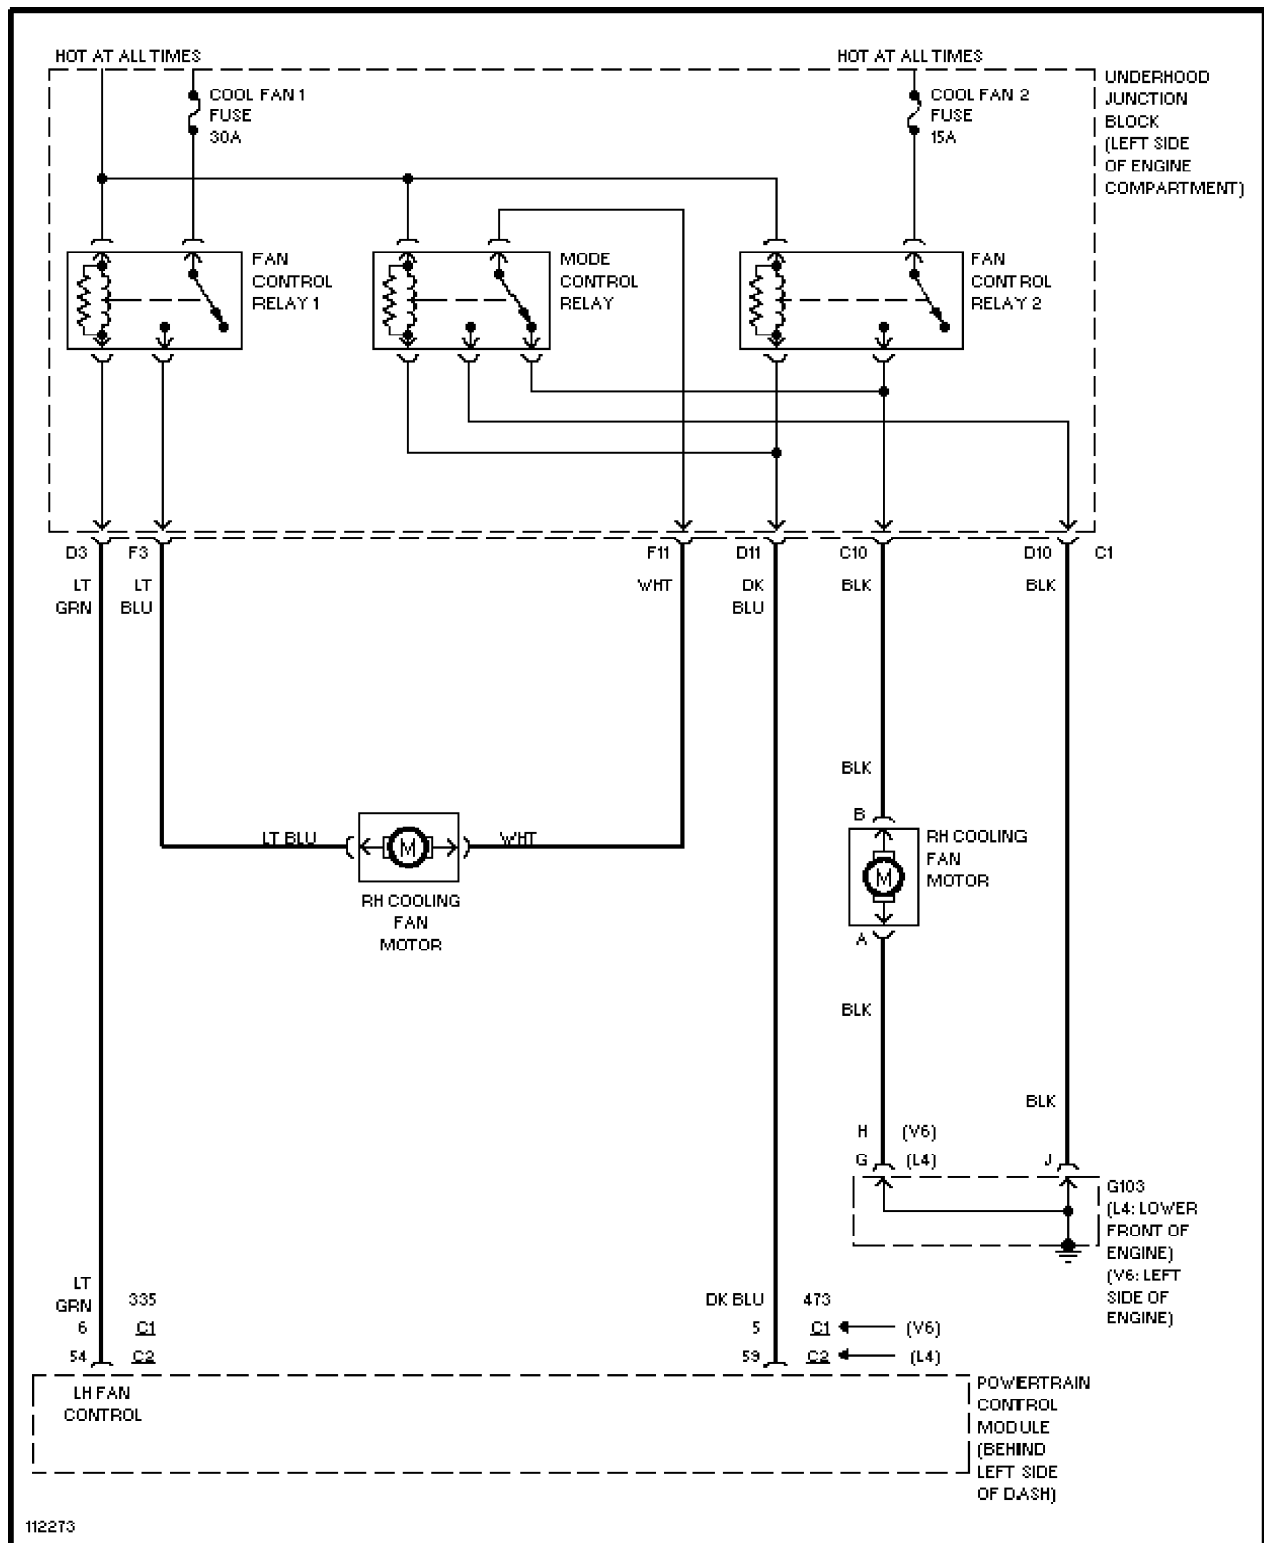 HOT AT ALL TIMES
HOT AT ALL TIMES
COOL FAN 1
FUSE
30A
COOL FAN 2
FUSE
15A
UNDERHOOD
JUNCTION
BLOCK
(LEFT SIDE
OF ENGINE
COMPARTMENT)
FAN
CONTROL
RELAY 1
MODE
CONTROL
RELAY
FAN
CONTROL
RELAY 2
D3
F3
F11
D11
C10
D10
C1
LT
GRN
LT
BLU
WHT
DK
BLU
BLK
BLK
BLK
B
LT BLU
M
WHT
RH COOLING
FAN
MOTOR
M
RH COOLING
FAN
MOTOR
A
BLK
BLK
H (V6)
G (L4)
J
G103
(L4: LOWER
FRONT OF
ENGINE)
(V6: LEFT
SIDE OF
ENGINE)
LT
GRN 335
6 C1
54 C2
DK BLU 473
5 C1 (V6)
59 C2 (L4)
LH FAN
CONTROL
POWERTRAIN
CONTROL
MODULE
(BEHIND
LEFT SIDE
OF DASH)
112273